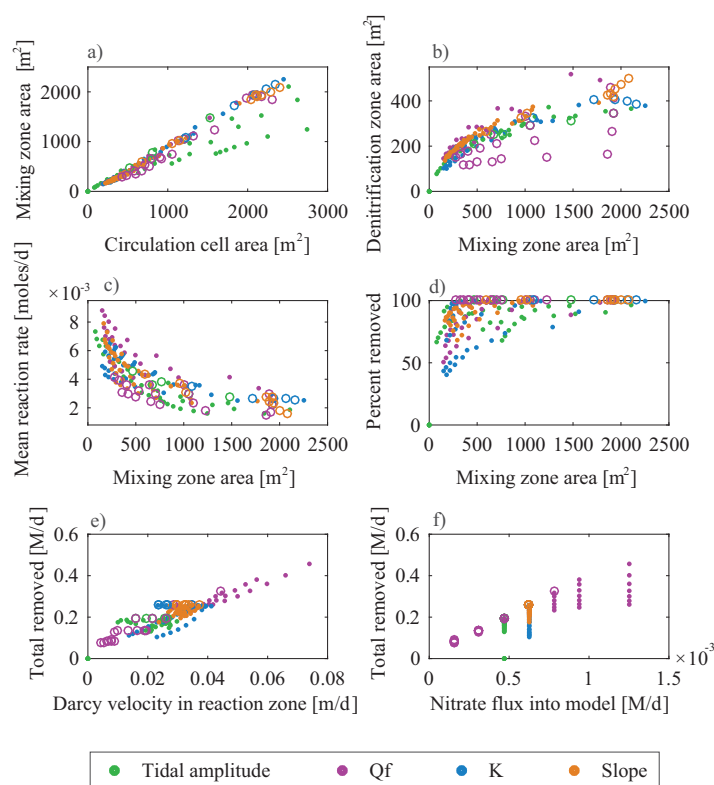 a)
Mixing zone area [m²]
2000
1000
0
0 1000 2000 3000
Circulation cell area [m²]
b)
Denitrification zone area [m²]
400
200
0
0 500 1000 1500 2000 2500
Mixing zone area [m²]
c)
× 10⁻³
Mean reaction rate [moles/d]
8
6
4
2
0 500 1000 1500 2000 2500
Mixing zone area [m²]
d)
Percent removed
100
50
0
0 500 1000 1500 2000 2500
Mixing zone area [m²]
e)
Total removed [M/d]
0.6
0.4
0.2
0
0 0.02 0.04 0.06 0.08
Darcy velocity in reaction zone [m/d]
f)
Total removed [M/d]
0.6
0.4
0.2
0
0 0.5 1 1.5
×10⁻³
Nitrate flux into model [M/d]
Tidal amplitude Qf K Slope